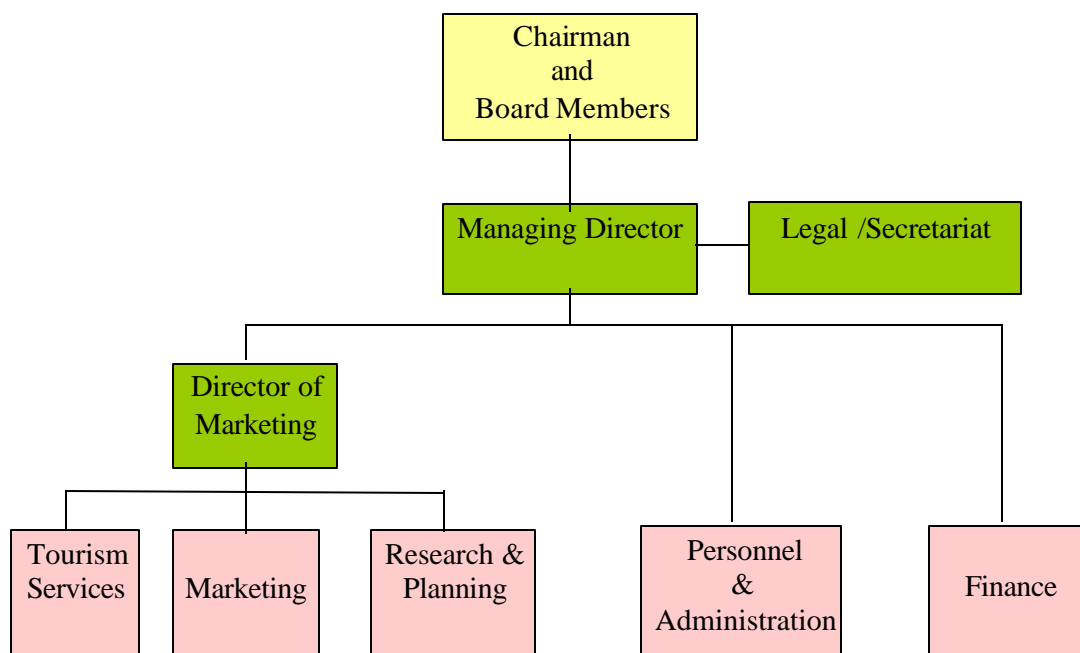 Chairman
and
Board Members
Managing Director
Legal /Secretariat
Director of
Marketing
Tourism
Services
Marketing
Research &
Planning
Personnel
&
Administration
Finance